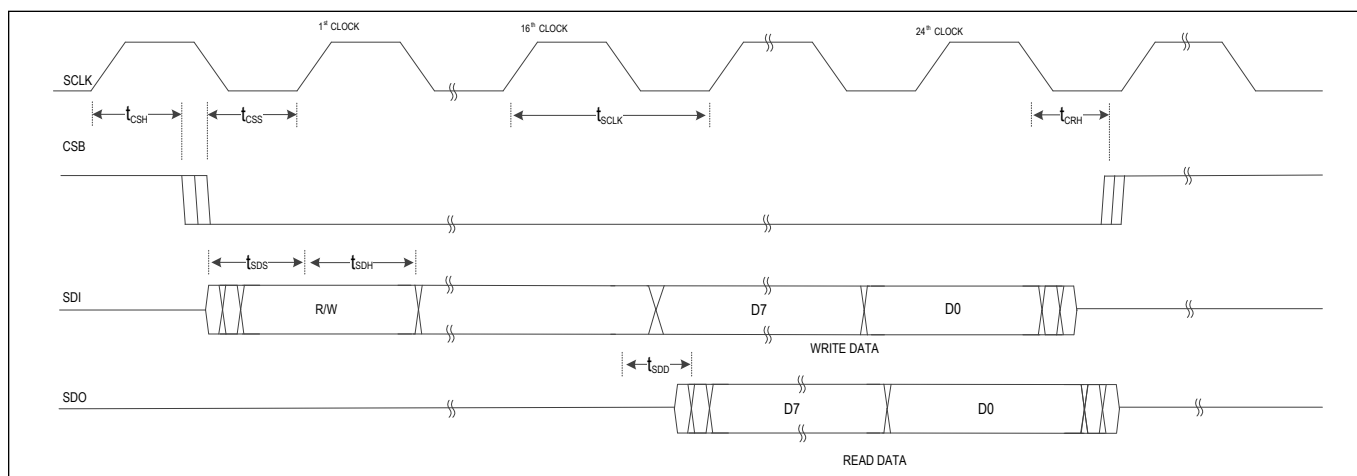 1st CLOCK 16th CLOCK 24th CLOCK
SCLK
tCSH tCSS tSCLK tCRH
CSB
tSDS tSDH
SDI R/W D7 D0
WRITE DATA
tSDD
SDO D7 D0
READ DATA